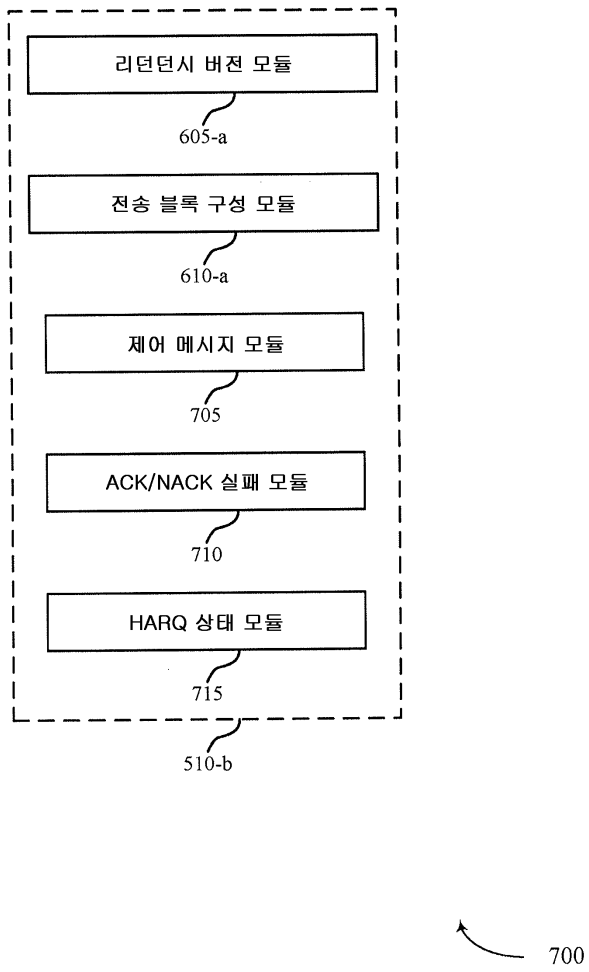 리던던시 버전 모듈
605-a
전송 블록 구성 모듈
610-a
제어 메시지 모듈
705
ACK/NACK 실패 모듈
710
HARQ 상태 모듈
715
510-b
700